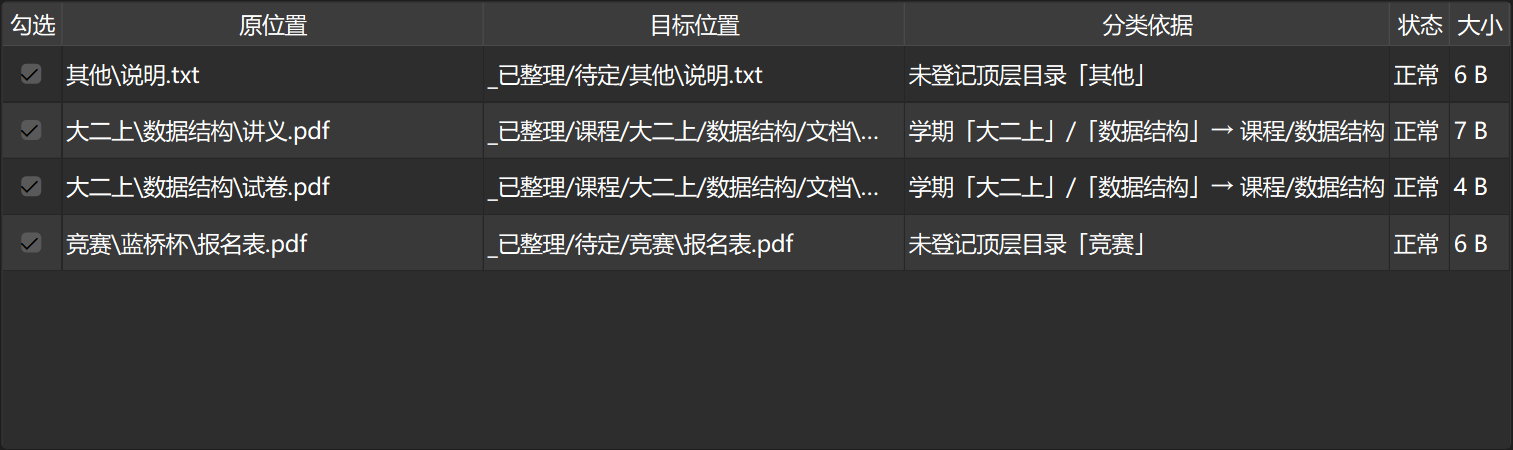 勾选 原位置 目标位置 分类依据 状态 大小
其他\说明.txt _已整理/待定/其他\说明.txt 未登记顶层目录「其他」 正常 6 B
大二上\数据结构\讲义.pdf _已整理/课程/大二上/数据结构/文档\... 学期「大二上」/「数据结构」→ 课程/数据结构 正常 7 B
大二上\数据结构\试卷.pdf _已整理/课程/大二上/数据结构/文档\... 学期「大二上」/「数据结构」→ 课程/数据结构 正常 4 B
竞赛\蓝桥杯\报名表.pdf _已整理/待定/竞赛\报名表.pdf 未登记顶层目录「竞赛」 正常 6 B